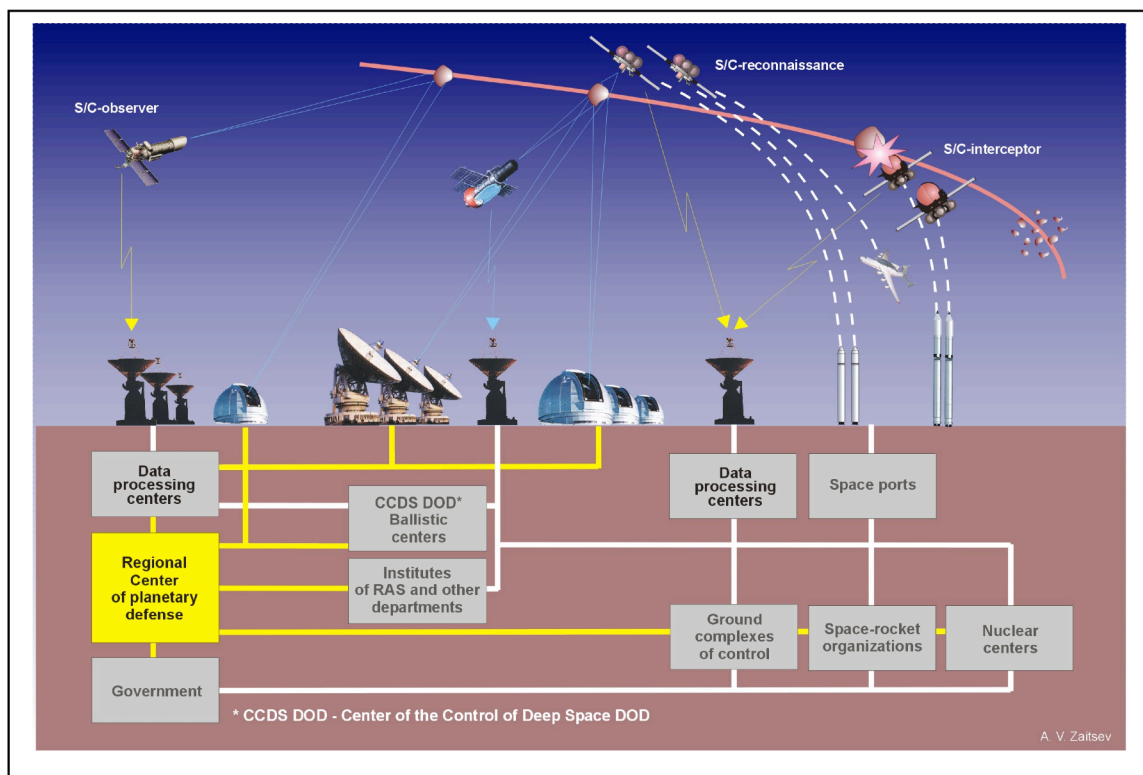 S/C-reconnaissance
S/C-observer
S/C-interceptor
Data
processing
centers
CCDS DOD*
Ballistic
centers
Data
processing
centers
Space ports
Regional
Center
of planetary
defense
Institutes
of RAS and other
departments
Ground
complexes
of control
Space-rocket
organizations
Nuclear
centers
Government
* CCDS DOD - Center of the Control of Deep Space DOD
A. V. Zaitsev